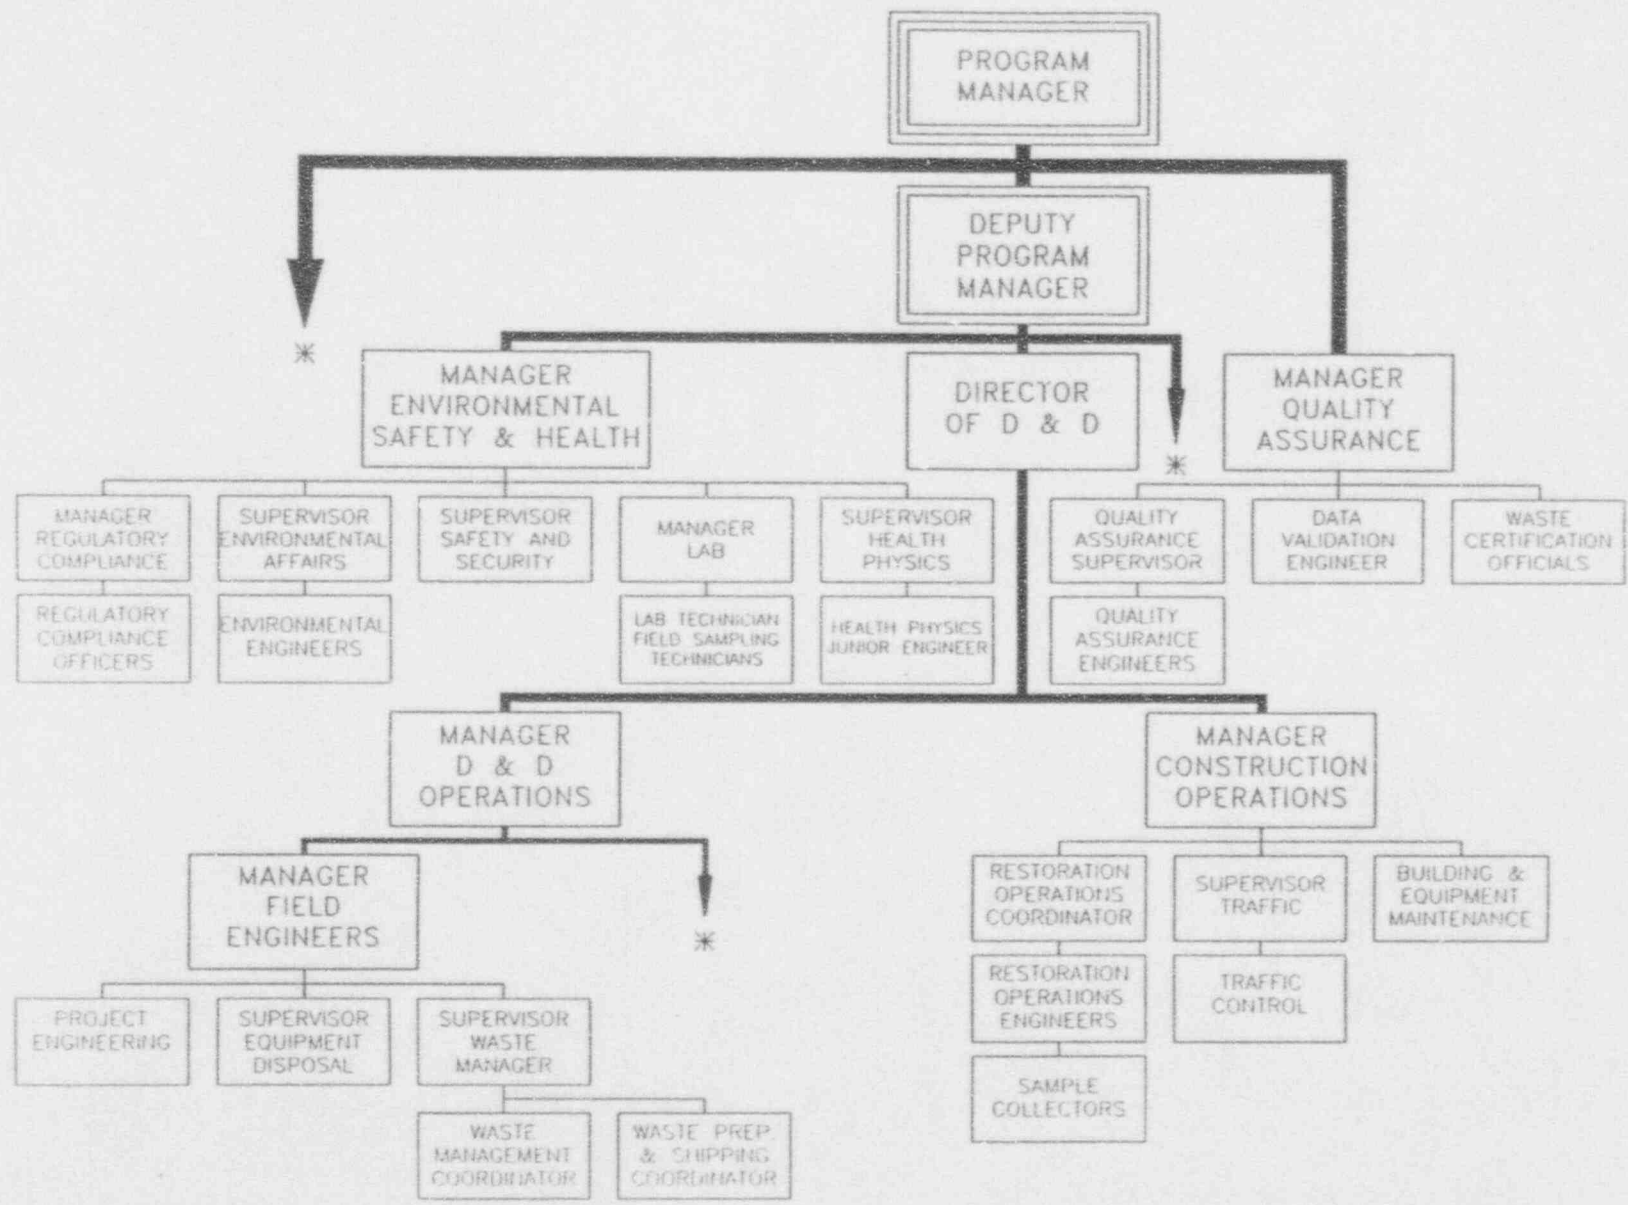 PROGRAM
MANAGER
DEPUTY
PROGRAM
MANAGER
*
MANAGER
ENVIRONMENTAL
SAFETY & HEALTH
DIRECTOR
OF D & D
*
MANAGER
QUALITY
ASSURANCE
MANAGER
REGULATORY
COMPLIANCE
SUPERVISOR
ENVIRONMENTAL
AFFAIRS
SUPERVISOR
SAFETY AND
SECURITY
MANAGER
LAB
SUPERVISOR
HEALTH
PHYSICS
QUALITY
ASSURANCE
SUPERVISOR
DATA
VALIDATION
ENGINEER
WASTE
CERTIFICATION
OFFICIALS
REGULATORY
COMPLIANCE
OFFICERS
ENVIRONMENTAL
ENGINEERS
LAB TECHNICIAN
FIELD SAMPLING
TECHNICIANS
HEALTH PHYSICS
JUNIOR ENGINEER
QUALITY
ASSURANCE
ENGINEERS
MANAGER
D & D
OPERATIONS
MANAGER
CONSTRUCTION
OPERATIONS
MANAGER
FIELD
ENGINEERS
*
RESTORATION
OPERATIONS
COORDINATOR
SUPERVISOR
TRAFFIC
BUILDING &
EQUIPMENT
MAINTENANCE
RESTORATION
OPERATIONS
ENGINEERS
TRAFFIC
CONTROL
PROJECT
ENGINEERING
SUPERVISOR
EQUIPMENT
DISPOSAL
SUPERVISOR
WASTE
MANAGER
SAMPLE
COLLECTORS
WASTE
MANAGEMENT
COORDINATOR
WASTE PREP.
& SHIPPING
COORDINATOR